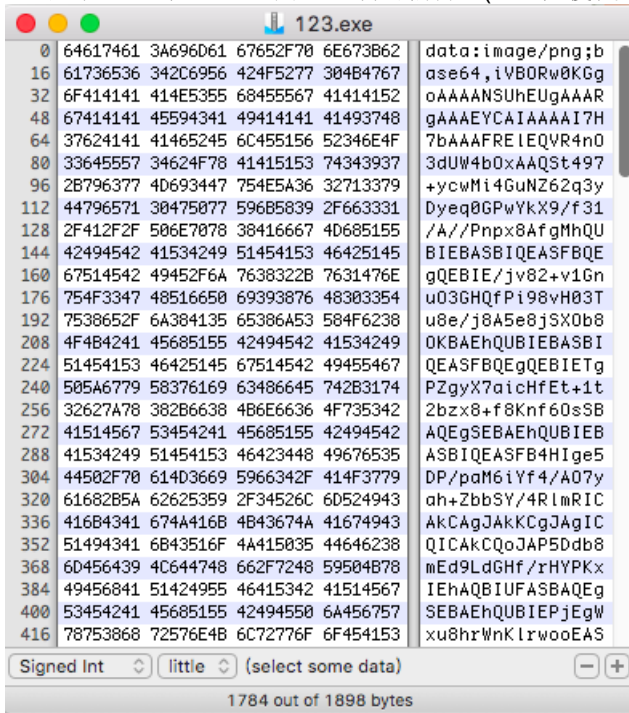 123.exe
0 64617461 3A696D61 67652F70 6E673B62 data:image/png;b
16 61736536 342C6956 424F5277 304B4767 ase64,iVBORw0KGg
32 6F414141 414E5355 68455567 41414152 oAAAANSUhEUgAAAR
48 67414141 45594341 49414141 41493748 gAAAEYCAIAAAAI7H
64 37624141 41465245 6C455156 52346E4F 7bAAAFRElEQVR4nO
80 33645557 34624F78 41415153 74343937 3dUW4bOxAAQSt497
96 2B796377 4D693447 754E5A36 32713379 +ycwMi4GuNZ62q3y
112 44796571 30475077 596B5839 2F663331 Dyeq0GPwYkX9/f31
128 2F412F2F 506E7078 38416667 4D685155 /A//Pnpx8AfgMhQU
144 42494542 41534249 51454153 46425145 BIEBASBIQEASFBQE
160 67514542 49452F6A 7638322B 7631476E gQEBIE/jv82+v1Gn
176 754F3347 48516650 69393876 48303354 uO3GHQfPi98vH03T
192 7538652F 6A384135 65386A53 584F6238 u8e/j8A5e8jSXOb8
208 4F4B4241 45685155 42494542 41534249 OKBAEhQUBIEBASBI
224 51454153 46425145 67514542 49455467 QEASFBQEgQEBIETg
240 505A6779 58376169 63486645 742B3174 PZgyX7aicHfEt+1t
256 32627A78 382B6638 4B6E6636 4F735342 2bzx8+f8Knf6OsSB
272 41514567 53454241 45685155 42494542 AQEgSEBAEhQUBIEB
288 41534249 51454153 46423448 49676535 ASBIQEASFB4HIge5
304 44502F70 614D3669 5966342F 414F3779 DP/paM6iYf4/AO7y
320 61682B5A 62625359 2F34526C 6D524943 ah+ZbbSY/4RlmRIC
336 416B4341 674A416B 4B43674A 41674943 AkCAgJAkKCgJAgIC
352 51494341 6B43516F 4A415035 44646238 QICAkCQoJAP5Ddb8
368 6D456439 4C644748 662F7248 59504B78 mEd9LdGHf/rHYPKx
384 49456841 51424955 46415342 41514567 IEhAQBIUFASBAQEg
400 53454241 45685155 42494550 6A456757 SEBAEhQUBIEPjEgW
416 78753868 72576E4B 6C72776F 6F454153 xu8hrWnKlrwooEAS
Signed Int little (select some data) − +
1784 out of 1898 bytes